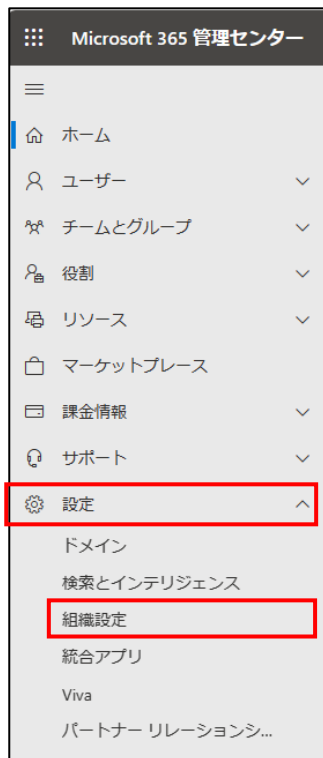 Microsoft 365 管理センター
ホーム
ユーザー
チームとグループ
役割
リソース
マーケットプレース
課金情報
サポート
設定
ドメイン
検索とインテリジェンス
組織設定
統合アプリ
Viva
パートナー リレーションシ...